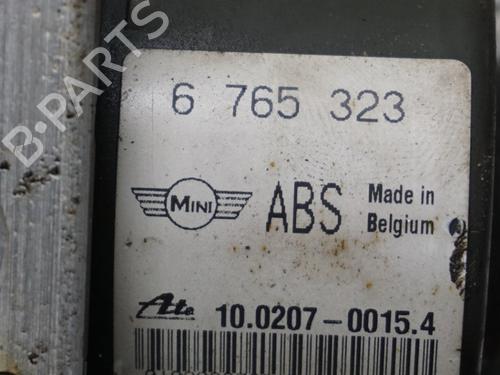 B-PARTS
6 765 323
MINI
ABS
Made in
Belgium
Ate
10.0207-0015.4